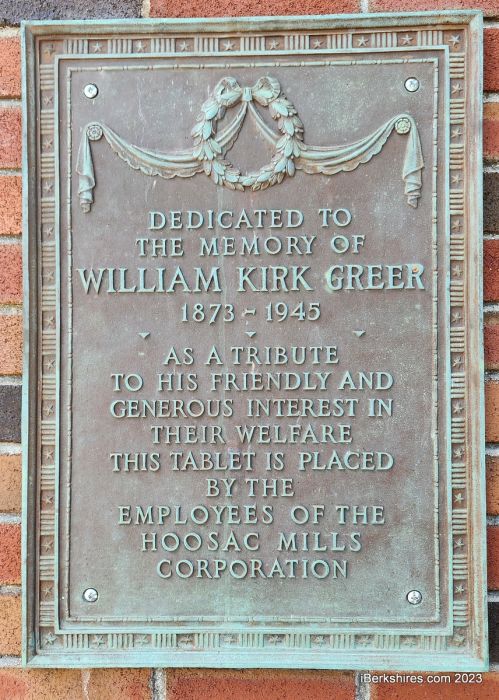 DEDICATED TO
THE MEMORY OF
WILLIAM KIRK GREER
1873 - 1945
AS A TRIBUTE
TO HIS FRIENDLY AND
GENEROUS INTEREST IN
THEIR WELFARE
THIS TABLET IS PLACED
BY THE
EMPLOYEES OF THE
HOOSAC MILLS
CORPORATION
iBerkshires.com 2023